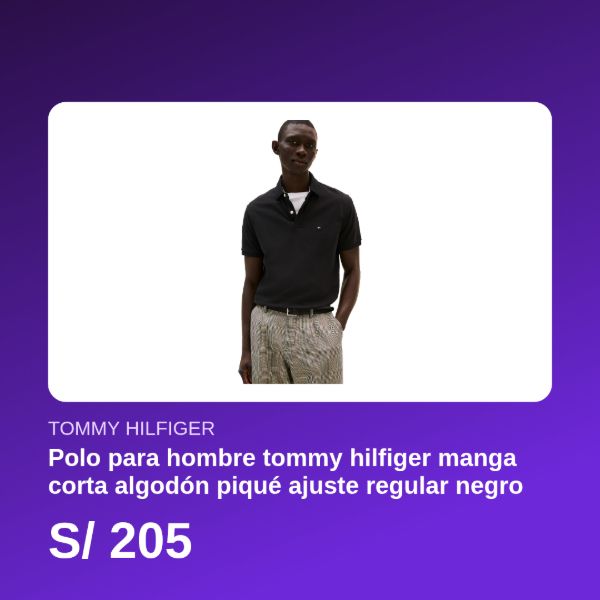 TOMMY HILFIGER
Polo para hombre tommy hilfiger manga
corta algodón piqué ajuste regular negro
S/ 205